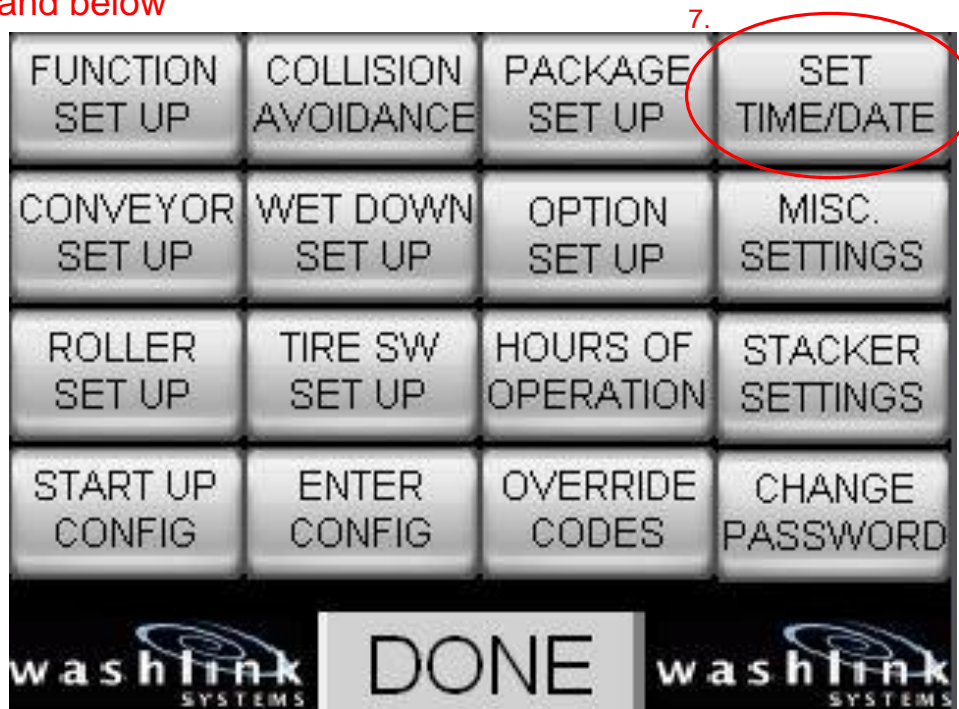 and below
7.
FUNCTION
SET UP
COLLISION
AVOIDANCE
PACKAGE
SET UP
SET
TIME/DATE
CONVEYOR
SET UP
WET DOWN
SET UP
OPTION
SET UP
MISC.
SETTINGS
ROLLER
SET UP
TIRE SW
SET UP
HOURS OF
OPERATION
STACKER
SETTINGS
START UP
CONFIG
ENTER
CONFIG
OVERRIDE
CODES
CHANGE
PASSWORD
washlink
SYSTEMS
DONE
washlink
SYSTEMS